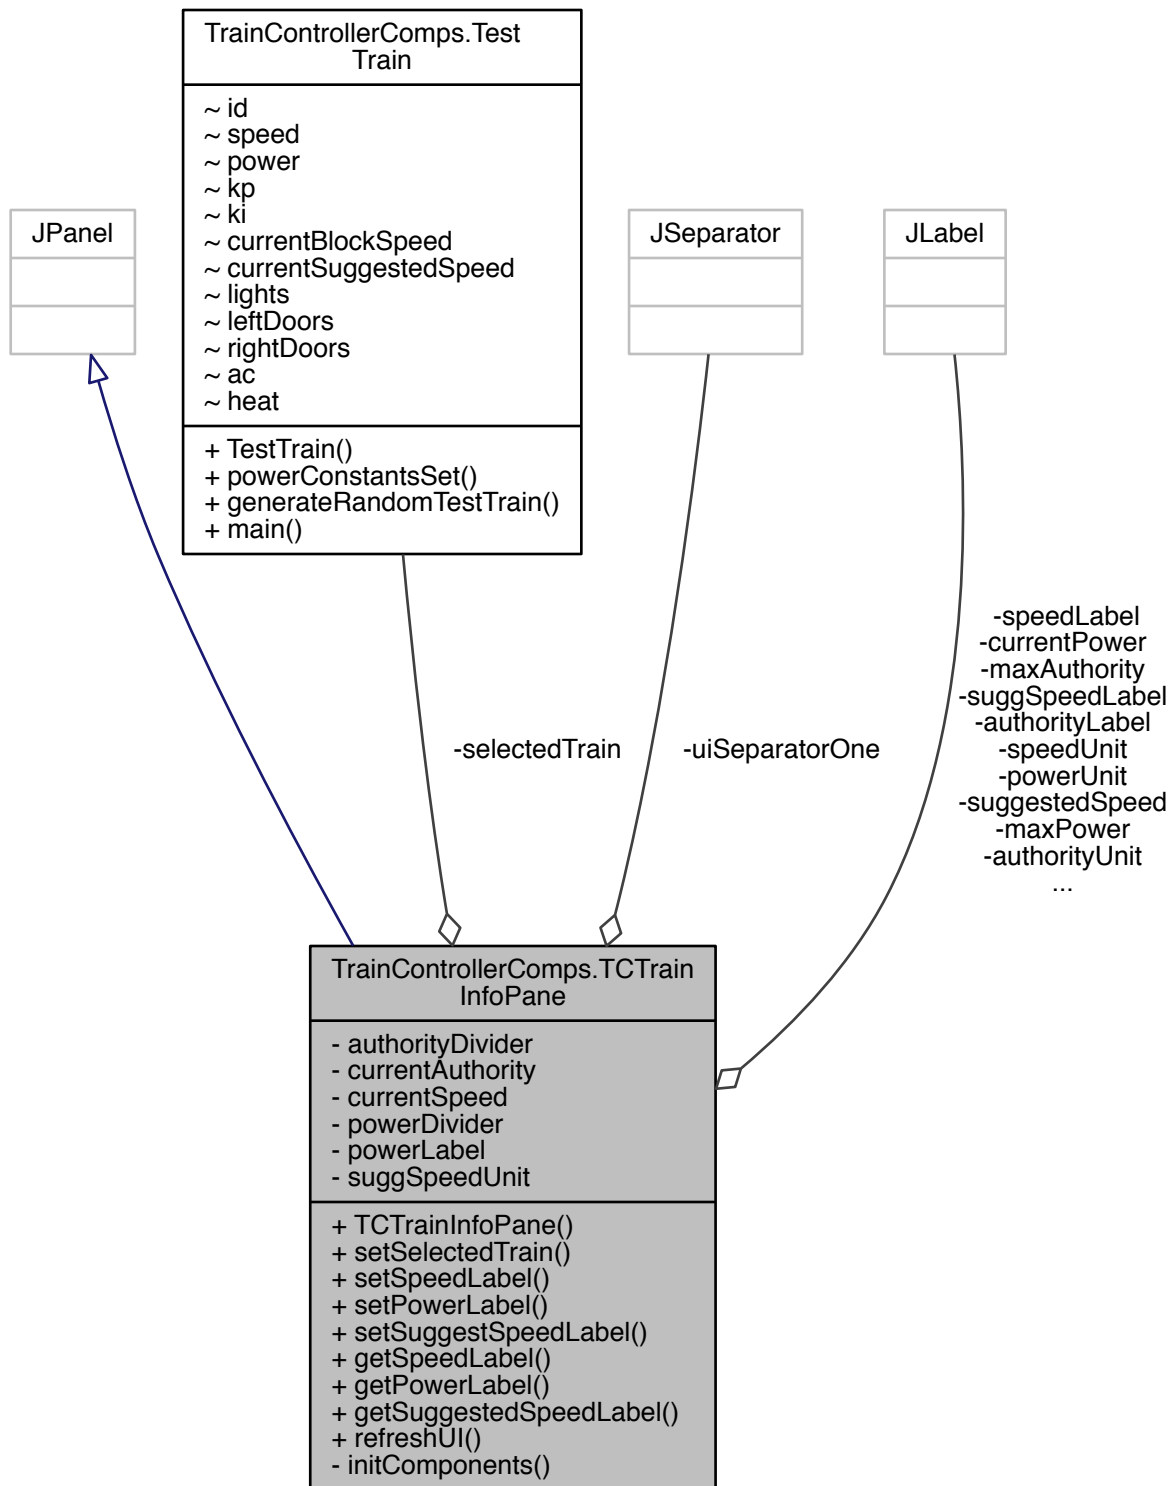 TrainControllerComps.Test
Train
~ id
~ speed
~ power
~ kp
~ ki
~ currentBlockSpeed
~ currentSuggestedSpeed
~ lights
~ leftDoors
~ rightDoors
~ ac
~ heat
+ TestTrain()
+ powerConstantsSet()
+ generateRandomTestTrain()
+ main()
JPanel
JSeparator
JLabel
-selectedTrain
-uiSeparatorOne
-speedLabel
-currentPower
-maxAuthority
-suggSpeedLabel
-authorityLabel
-speedUnit
-powerUnit
-suggestedSpeed
-maxPower
-authorityUnit
...
TrainControllerComps.TCTrain
InfoPane
- authorityDivider
- currentAuthority
- currentSpeed
- powerDivider
- powerLabel
- suggSpeedUnit
+ TCTrainInfoPane()
+ setSelectedTrain()
+ setSpeedLabel()
+ setPowerLabel()
+ setSuggestSpeedLabel()
+ getSpeedLabel()
+ getPowerLabel()
+ getSuggestedSpeedLabel()
+ refreshUI()
- initComponents()